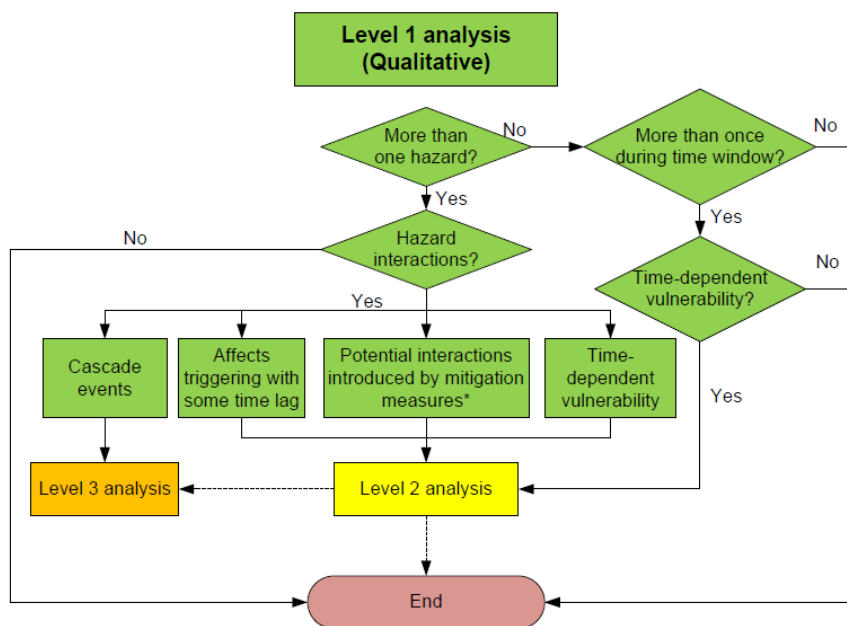 Level 1 analysis
(Qualitative)
More than
one hazard?
No
More than once
during time window?
No
Yes
Yes
No
Hazard
interactions?
Time-dependent
vulnerability?
No
Yes
Cascade
events
Affects
triggering with
some time lag
Potential interactions
introduced by mitigation
measures*
Time-
dependent
vulnerability
Yes
Level 3 analysis
Level 2 analysis
End